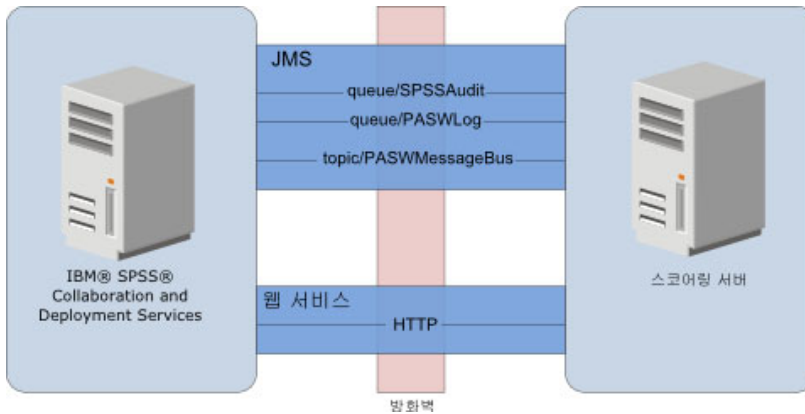 JMS
queue/SPSSAudit
queue/PASWLog
topic/PASWMessageBus
IBM® SPSS®
Collaboration and
Deployment Services
스코어링 서버
웹 서비스
HTTP
방화벽